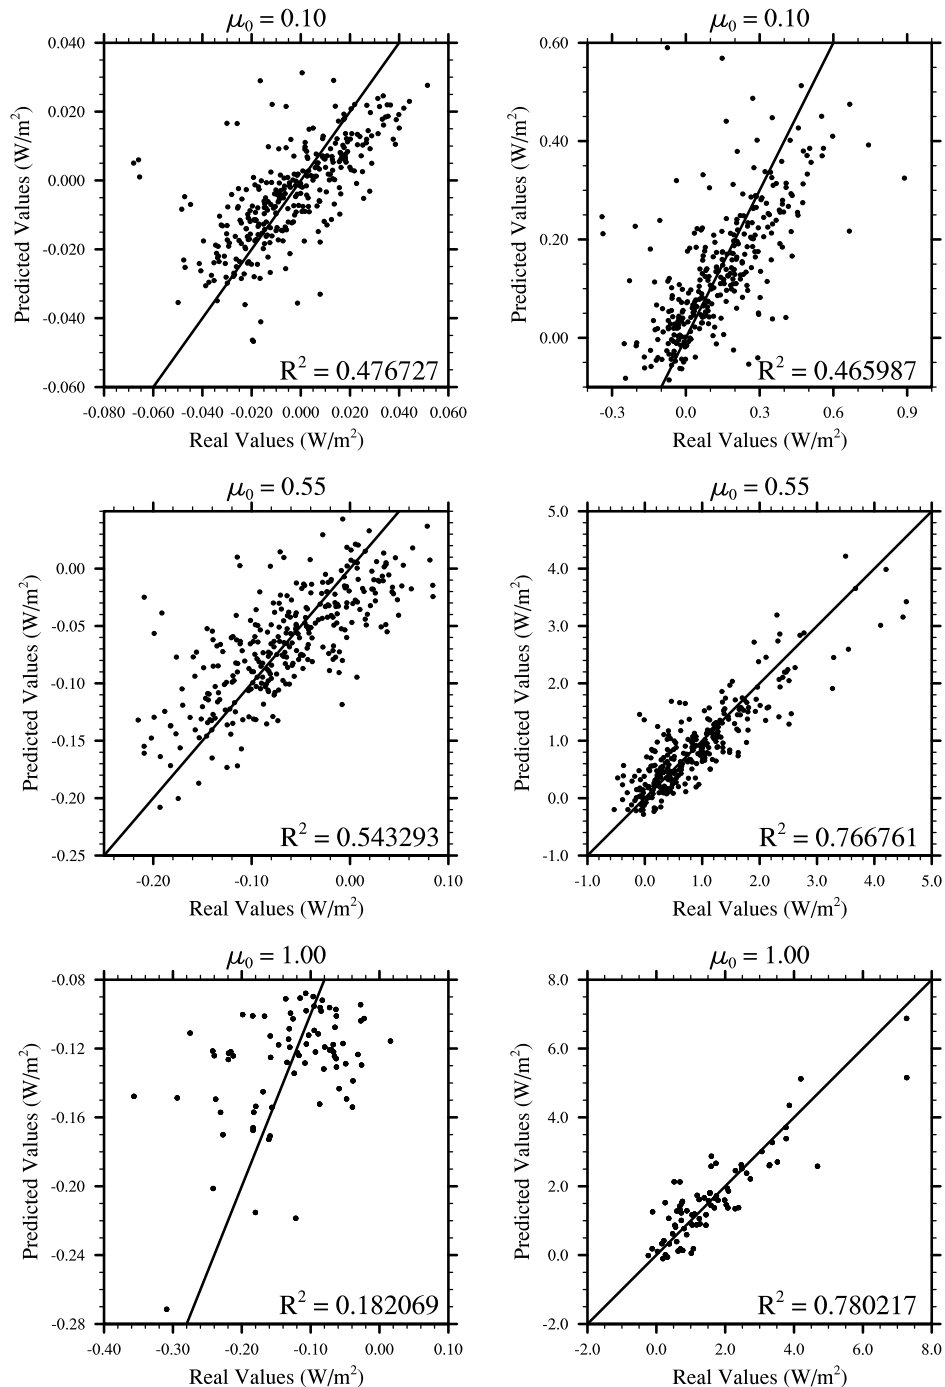 μ₀ = 0.10
0.040
0.020
0.000
-0.020
-0.040
-0.060
Predicted Values (W/m²)
R² = 0.476727
-0.080 -0.060 -0.040 -0.020 0.000 0.020 0.040 0.060
Real Values (W/m²)
μ₀ = 0.10
0.60
0.40
0.20
0.00
Predicted Values (W/m²)
R² = 0.465987
-0.3 0.0 0.3 0.6 0.9
Real Values (W/m²)
μ₀ = 0.55
0.00
-0.05
-0.10
-0.15
-0.20
-0.25
Predicted Values (W/m²)
R² = 0.543293
-0.20 -0.10 0.00 0.10
Real Values (W/m²)
μ₀ = 0.55
5.0
4.0
3.0
2.0
1.0
0.0
-1.0
Predicted Values (W/m²)
R² = 0.766761
-1.0 0.0 1.0 2.0 3.0 4.0 5.0
Real Values (W/m²)
μ₀ = 1.00
-0.08
-0.12
-0.16
-0.20
-0.24
-0.28
Predicted Values (W/m²)
R² = 0.182069
-0.40 -0.30 -0.20 -0.10 0.00 0.10
Real Values (W/m²)
μ₀ = 1.00
8.0
6.0
4.0
2.0
0.0
-2.0
Predicted Values (W/m²)
R² = 0.780217
-2.0 0.0 2.0 4.0 6.0 8.0
Real Values (W/m²)